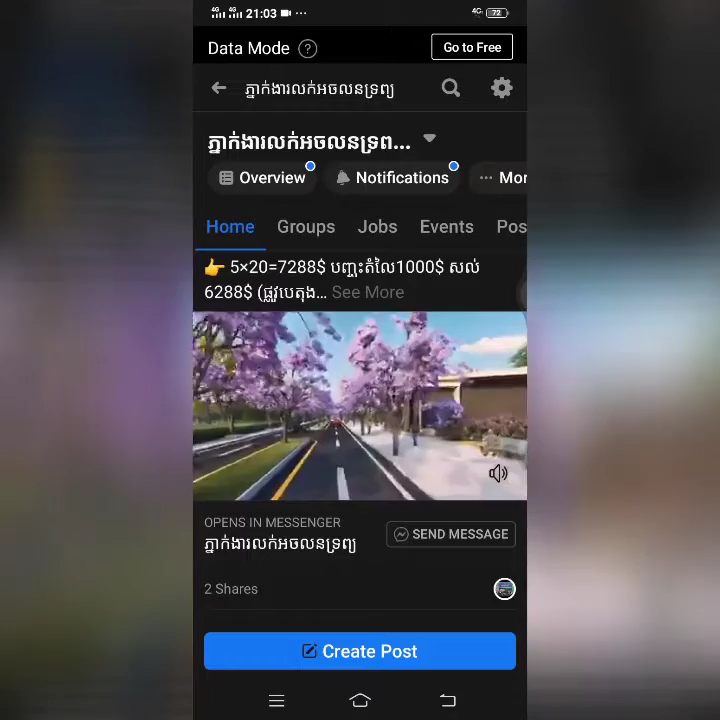 4G 4G 21:03 ··· 4G 72
Data Mode ? Go to Free
ភ្នាក់ងារលក់អចលនទ្រព្យ
ភ្នាក់ងារលក់អចលនទ្រព...
Overview Notifications ··· Mor
Home Groups Jobs Events Pos
👉 5×20=7288$ បញ្ចុះតំលៃ1000$ សល់
6288$ (ផ្លូវបេតុង... See More
OPENS IN MESSENGER
ភ្នាក់ងារលក់អចលនទ្រព្យ
SEND MESSAGE
2 Shares
Create Post